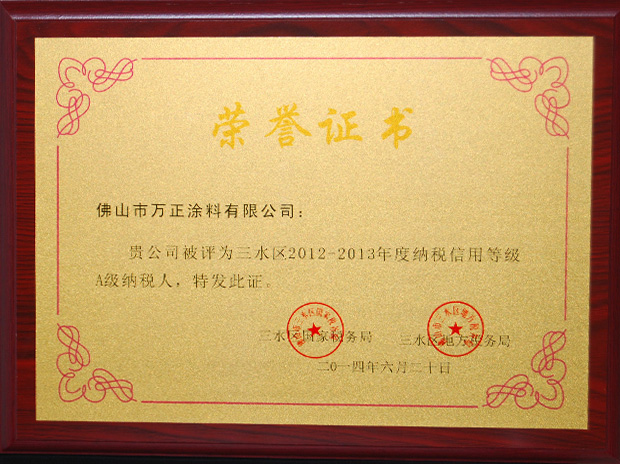 荣誉证书
佛山市万正涂料有限公司：
贵公司被评为三水区2012-2013年度纳税信用等级
A级纳税人，特发此证。
三水区国家税务局 三水区地方税务局
二〇一四年六月二十日